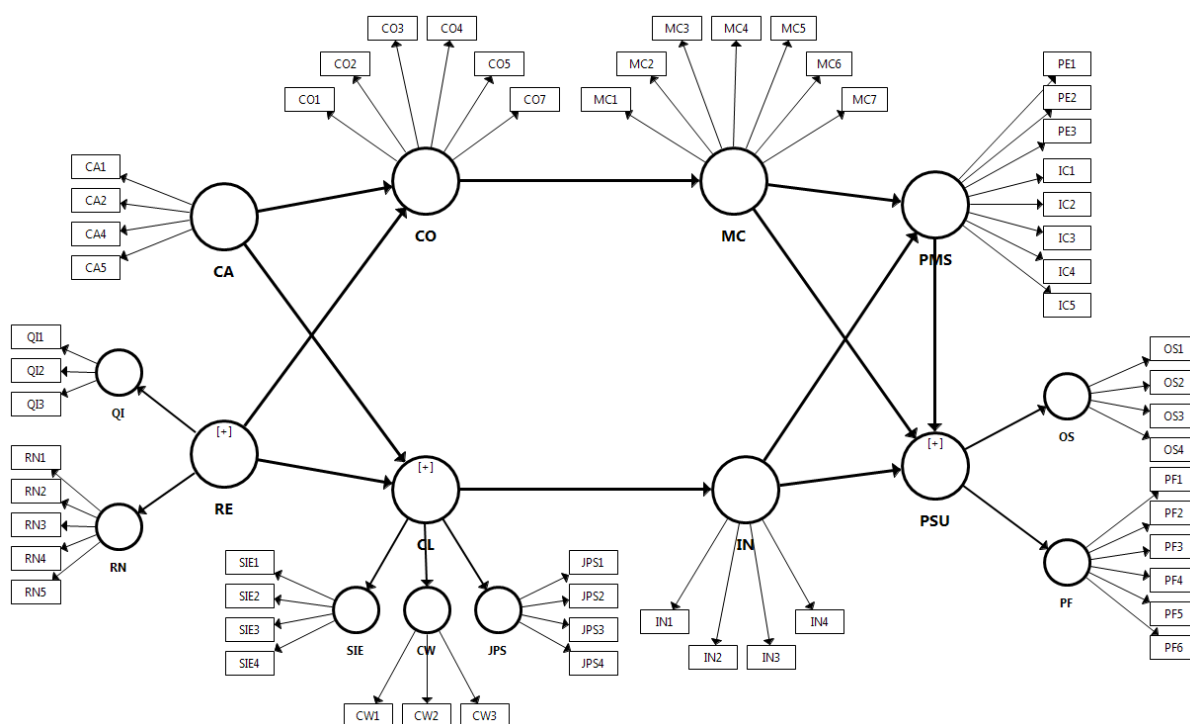 CO3
CO4
MC3
MC4
MC5
CO2
CO5
MC2
MC6
PE1
CO1
CO7
MC1
MC7
PE2
PE3
CA1
CA2
CA4
CA5
IC1
IC2
IC3
IC4
IC5
CA
CO
MC
PMS
QI1
QI2
QI3
QI
OS1
OS2
OS3
OS4
OS
RN1
RN2
RN3
RN4
RN5
RN
[+]
RE
[+]
CL
IN
[+]
PSU
PF1
PF2
PF3
PF4
PF5
PF6
PF
SIE1
SIE2
SIE3
SIE4
SIE
CW
JPS
JPS1
JPS2
JPS3
JPS4
IN1
IN2
IN3
IN4
CW1
CW2
CW3